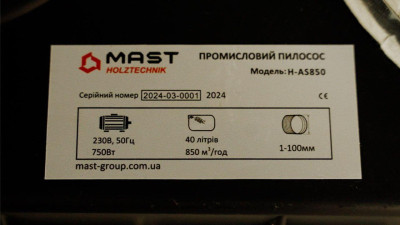 MAST
HOLZTECHNIK
ПРОМИСЛОВИЙ ПИЛОСОС
Модель: H-AS850
Серійний номер 2024-03-0001 2024 CE
230В, 50Гц
750Вт
40 літрів
850 м³/год
1-100мм
mast-group.com.ua